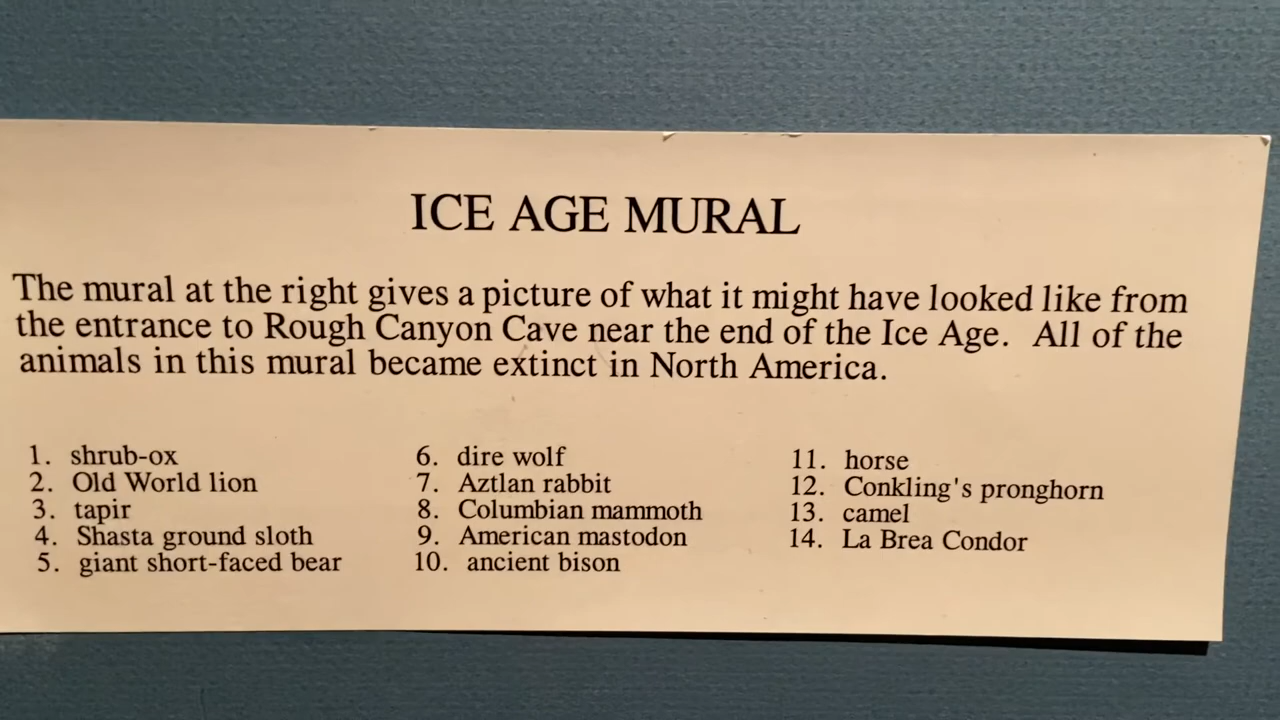 ICE AGE MURAL
The mural at the right gives a picture of what it might have looked like from
the entrance to Rough Canyon Cave near the end of the Ice Age.  All of the
animals in this mural became extinct in North America.
1. shrub-ox
2. Old World lion
3. tapir
4. Shasta ground sloth
5. giant short-faced bear
6. dire wolf
7. Aztlan rabbit
8. Columbian mammoth
9. American mastodon
10. ancient bison
11. horse
12. Conkling's pronghorn
13. camel
14. La Brea Condor